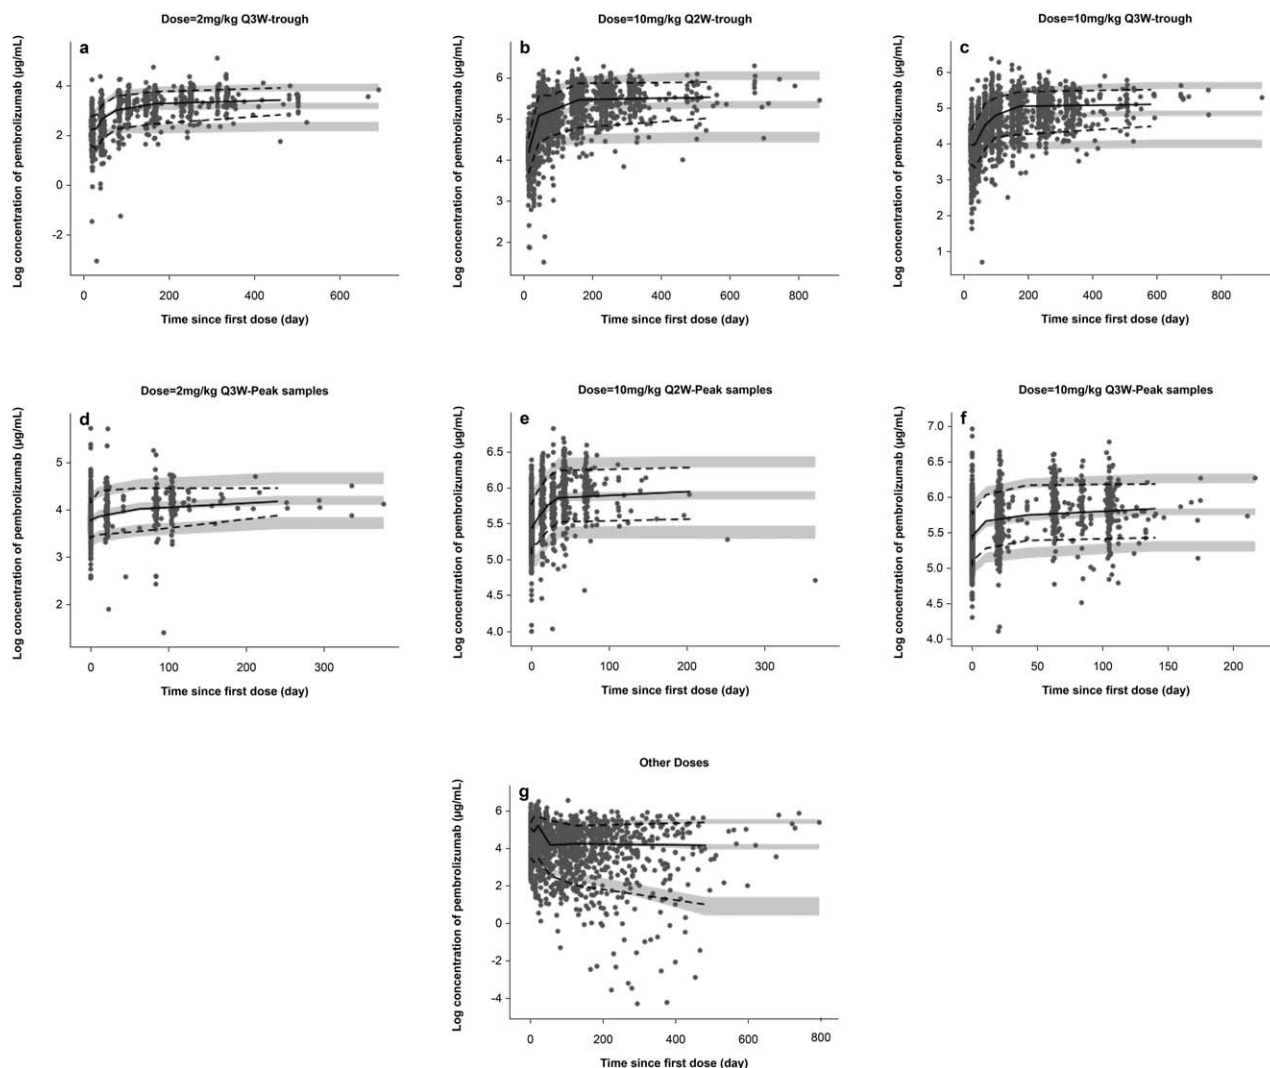 Dose=2mg/kg Q3W-trough
Dose=10mg/kg Q2W-trough
Dose=10mg/kg Q3W-trough
a
b
c
Log concentration of pembrolizumab (µg/mL)
4
2
0
-2
0 200 400 600
Time since first dose (day)
Log concentration of pembrolizumab (µg/mL)
6
5
4
3
2
0 200 400 600 800
Time since first dose (day)
Log concentration of pembrolizumab (µg/mL)
6
5
4
3
2
1
0 200 400 600 800
Time since first dose (day)
Dose=2mg/kg Q3W-Peak samples
Dose=10mg/kg Q2W-Peak samples
Dose=10mg/kg Q3W-Peak samples
d
e
f
Log concentration of pembrolizumab (µg/mL)
5
4
3
2
0 100 200 300
Time since first dose (day)
Log concentration of pembrolizumab (µg/mL)
6.5
6.0
5.5
5.0
4.5
4.0
0 100 200 300
Time since first dose (day)
Log concentration of pembrolizumab (µg/mL)
7.0
6.5
6.0
5.5
5.0
4.5
4.0
0 50 100 150 200
Time since first dose (day)
Other Doses
g
Log concentration of pembrolizumab (µg/mL)
6
4
2
0
-2
-4
0 200 400 600 800
Time since first dose (day)